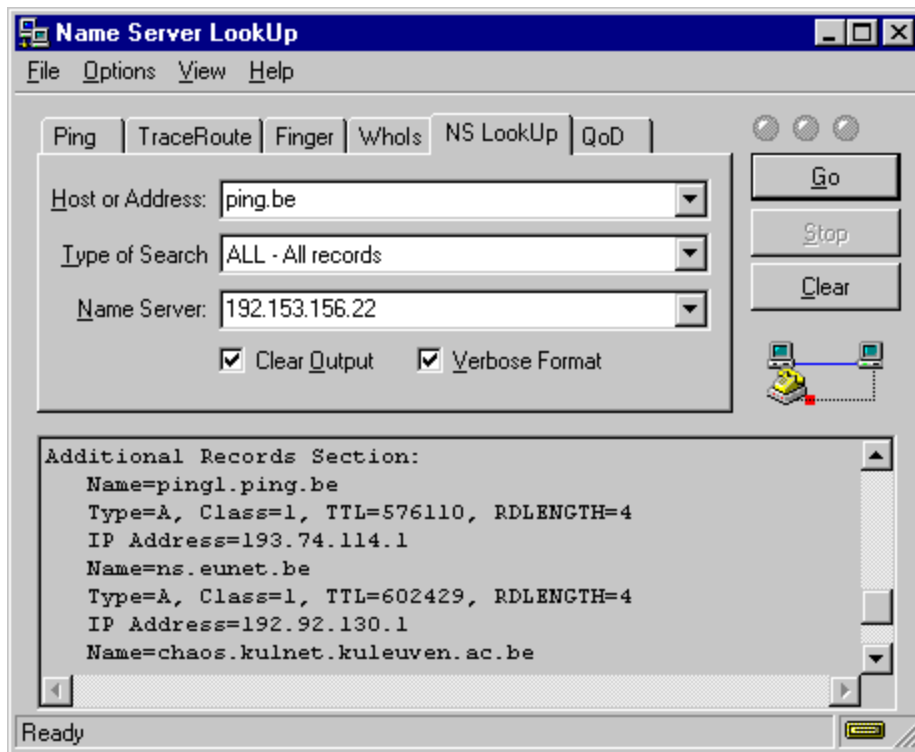 Name Server LookUp
File Options View Help
Ping TraceRoute Finger WhoIs NS LookUp QoD
Host or Address: ping.be
Go
Type of Search ALL - All records
Stop
Name Server: 192.153.156.22
Clear
Clear Output Verbose Format
Additional Records Section:
Name=ping1.ping.be
Type=A, Class=1, TTL=576110, RDLENGTH=4
IP Address=193.74.114.1
Name=ns.eunet.be
Type=A, Class=1, TTL=602429, RDLENGTH=4
IP Address=192.92.130.1
Name=chaos.kulnet.kuleuven.ac.be
Ready